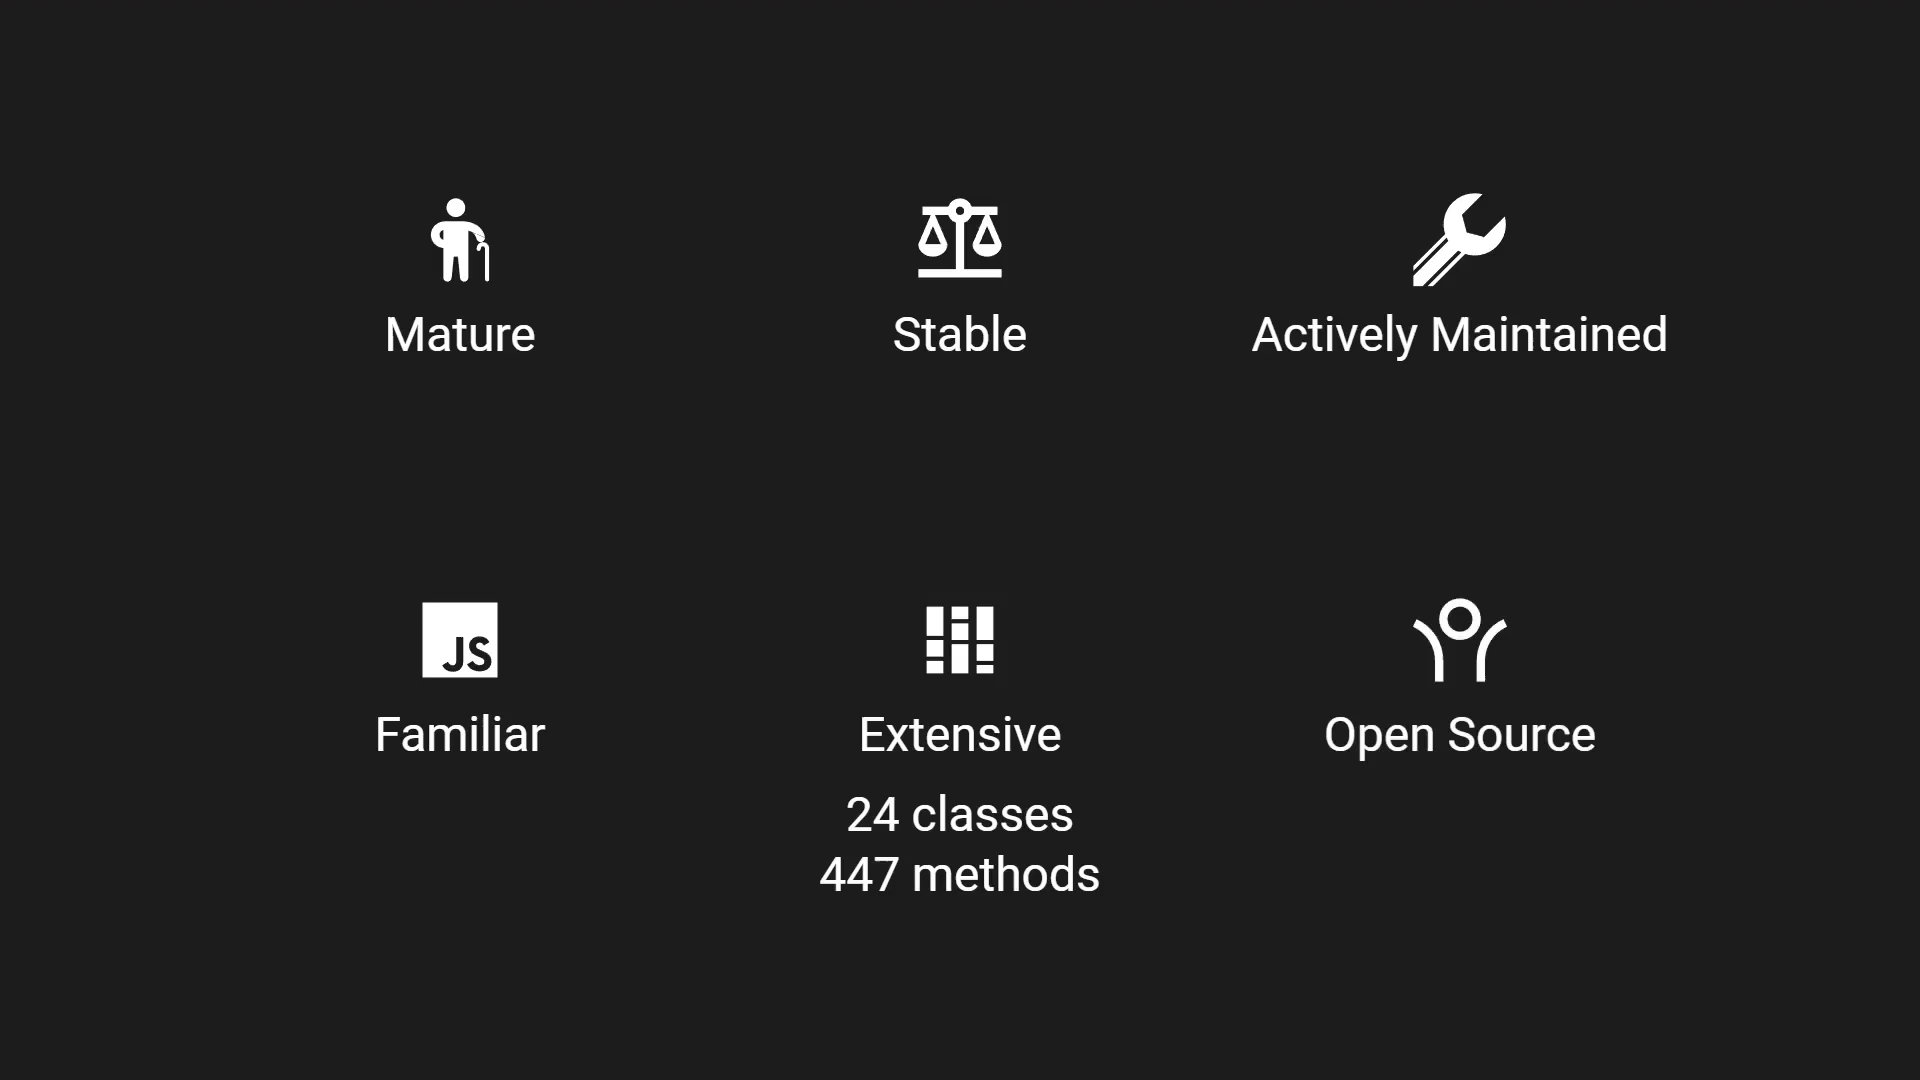 Mature
Stable
Actively Maintained
JS
Familiar
Extensive
24 classes
447 methods
Open Source